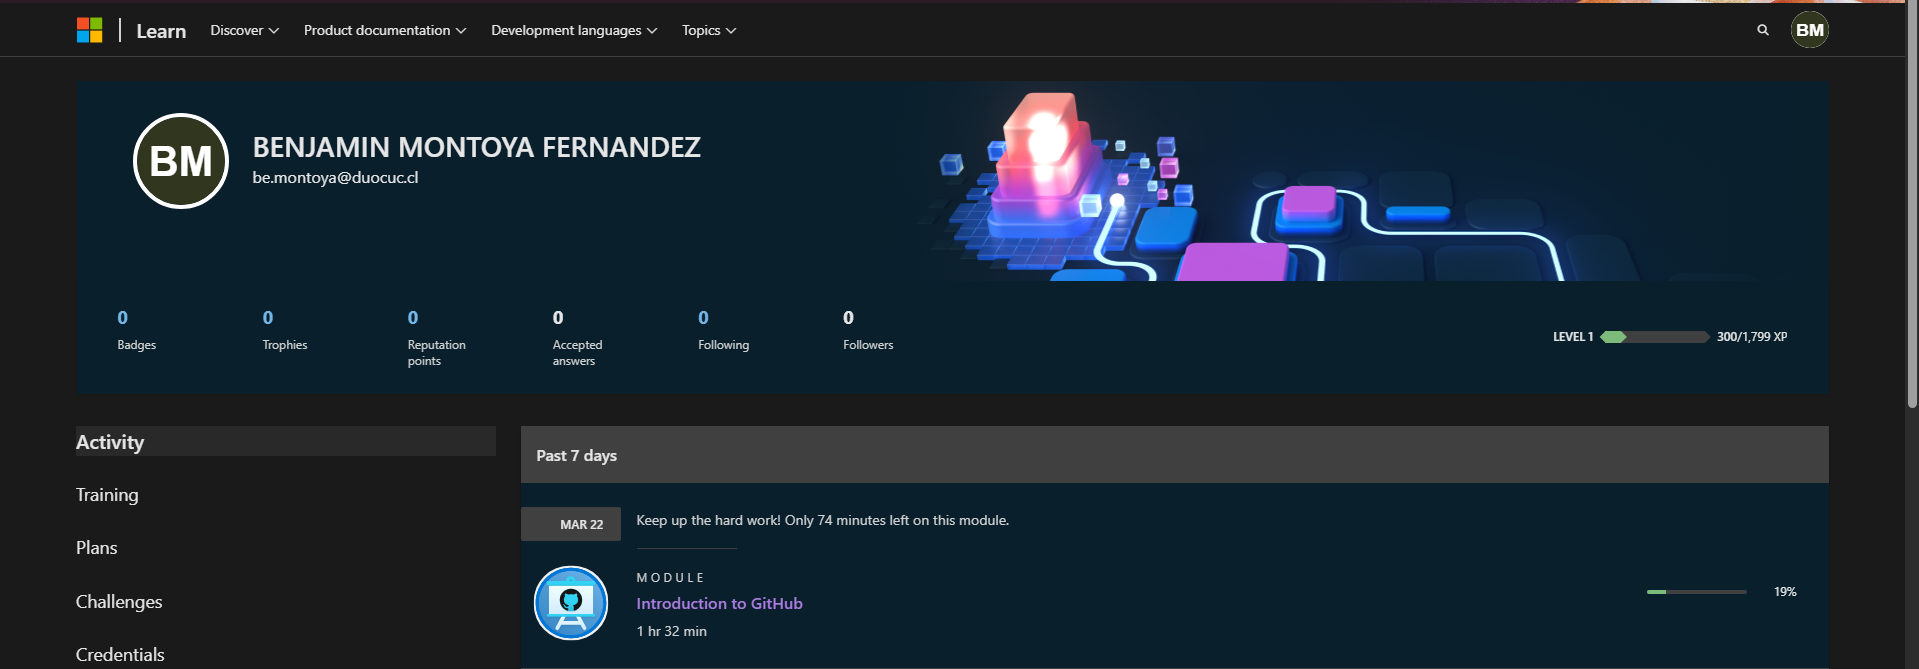 Learn Discover Product documentation Development languages Topics BM
BM
BENJAMIN MONTOYA FERNANDEZ
be.montoya@duocuc.cl
0 0 0 0 0 0
Badges Trophies Reputation points Accepted answers Following Followers
LEVEL 1 300/1,799 XP
Activity
Training
Plans
Challenges
Credentials
Past 7 days
MAR 22 Keep up the hard work! Only 74 minutes left on this module.
MODULE
Introduction to GitHub
1 hr 32 min
19%